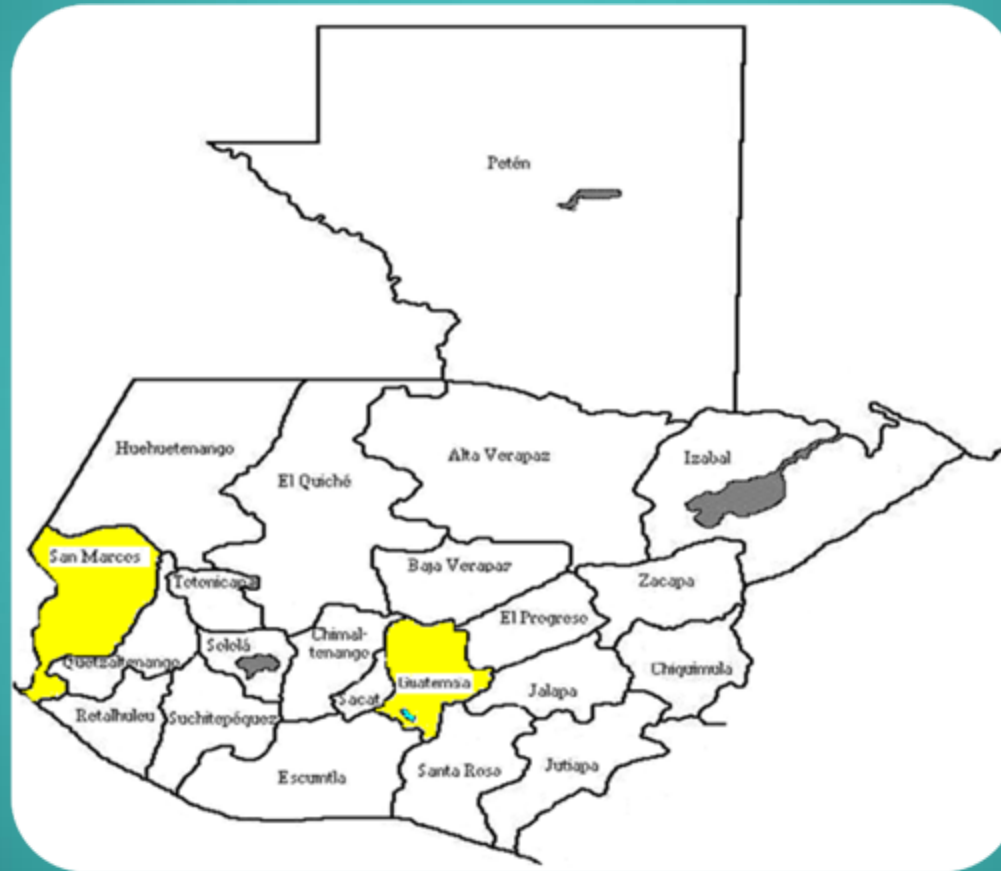 Petén
Huehuetenango
El Quiché
Alta Verapaz
Izabal
San Marcos
Totonicapa
Baja Verapaz
Zacapa
El Progreso
Quetzaltenango
Sololá
Chimal-
tenango
Guatemala
Chiquimula
Sacat
Jalapa
Retalhuleu
Suchitepéquez
Escuintla
Santa Rosa
Jutiapa